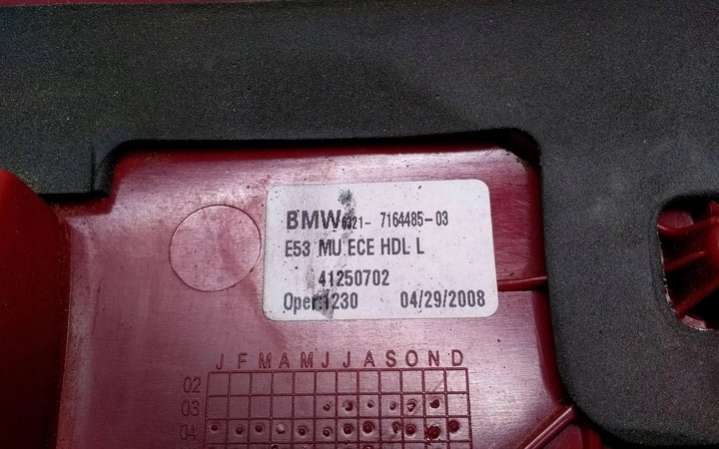 BMW 6321- 7164485-03
E53 MU ECE HDL L
41250702
Oper:1230 04/29/2008
J F M A M J J A S O N D
02
03
04